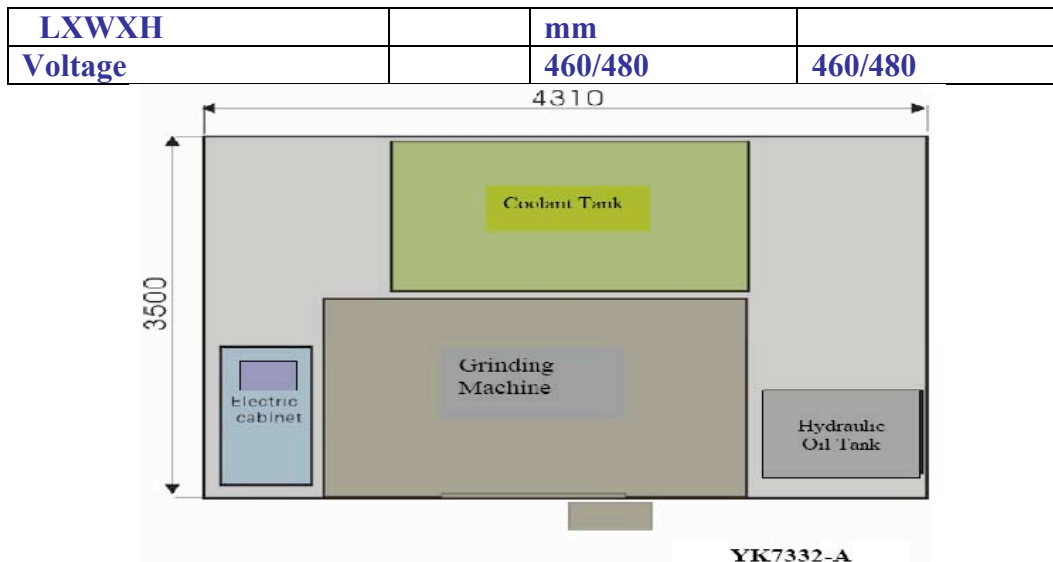 LXWXH mm
Voltage 460/480 460/480
4310
Coolant Tank
3500
Grinding
Machine
Electric
cabinet
Hydraulic
Oil Tank
YK7332-A